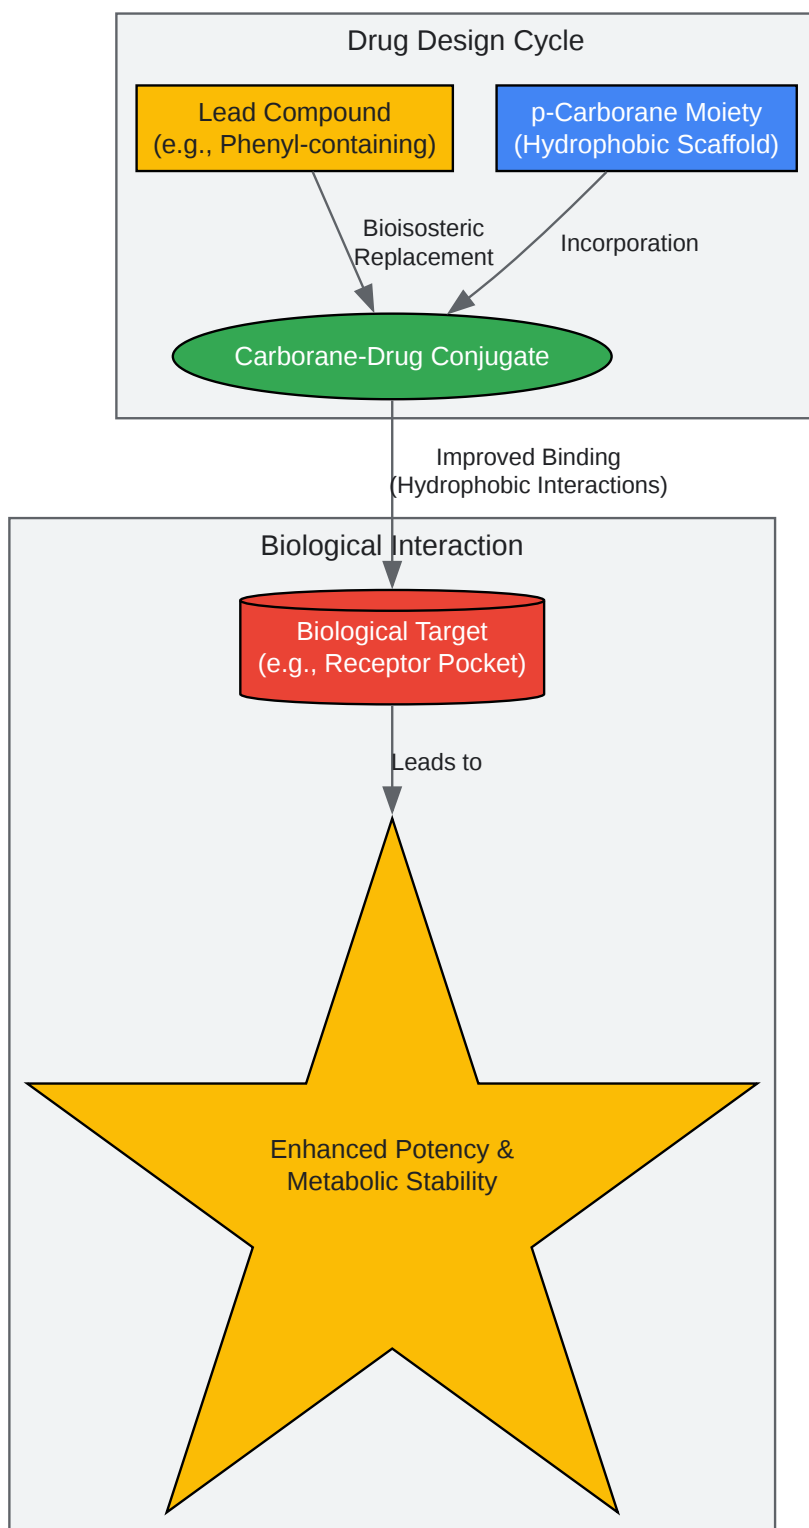 Drug Design Cycle
Lead Compound
(e.g., Phenyl-containing)
p-Carborane Moiety
(Hydrophobic Scaffold)
Bioisosteric
Replacement
Incorporation
Carborane-Drug Conjugate
Improved Binding
(Hydrophobic Interactions)
Biological Interaction
Biological Target
(e.g., Receptor Pocket)
Leads to
Enhanced Potency &
Metabolic Stability